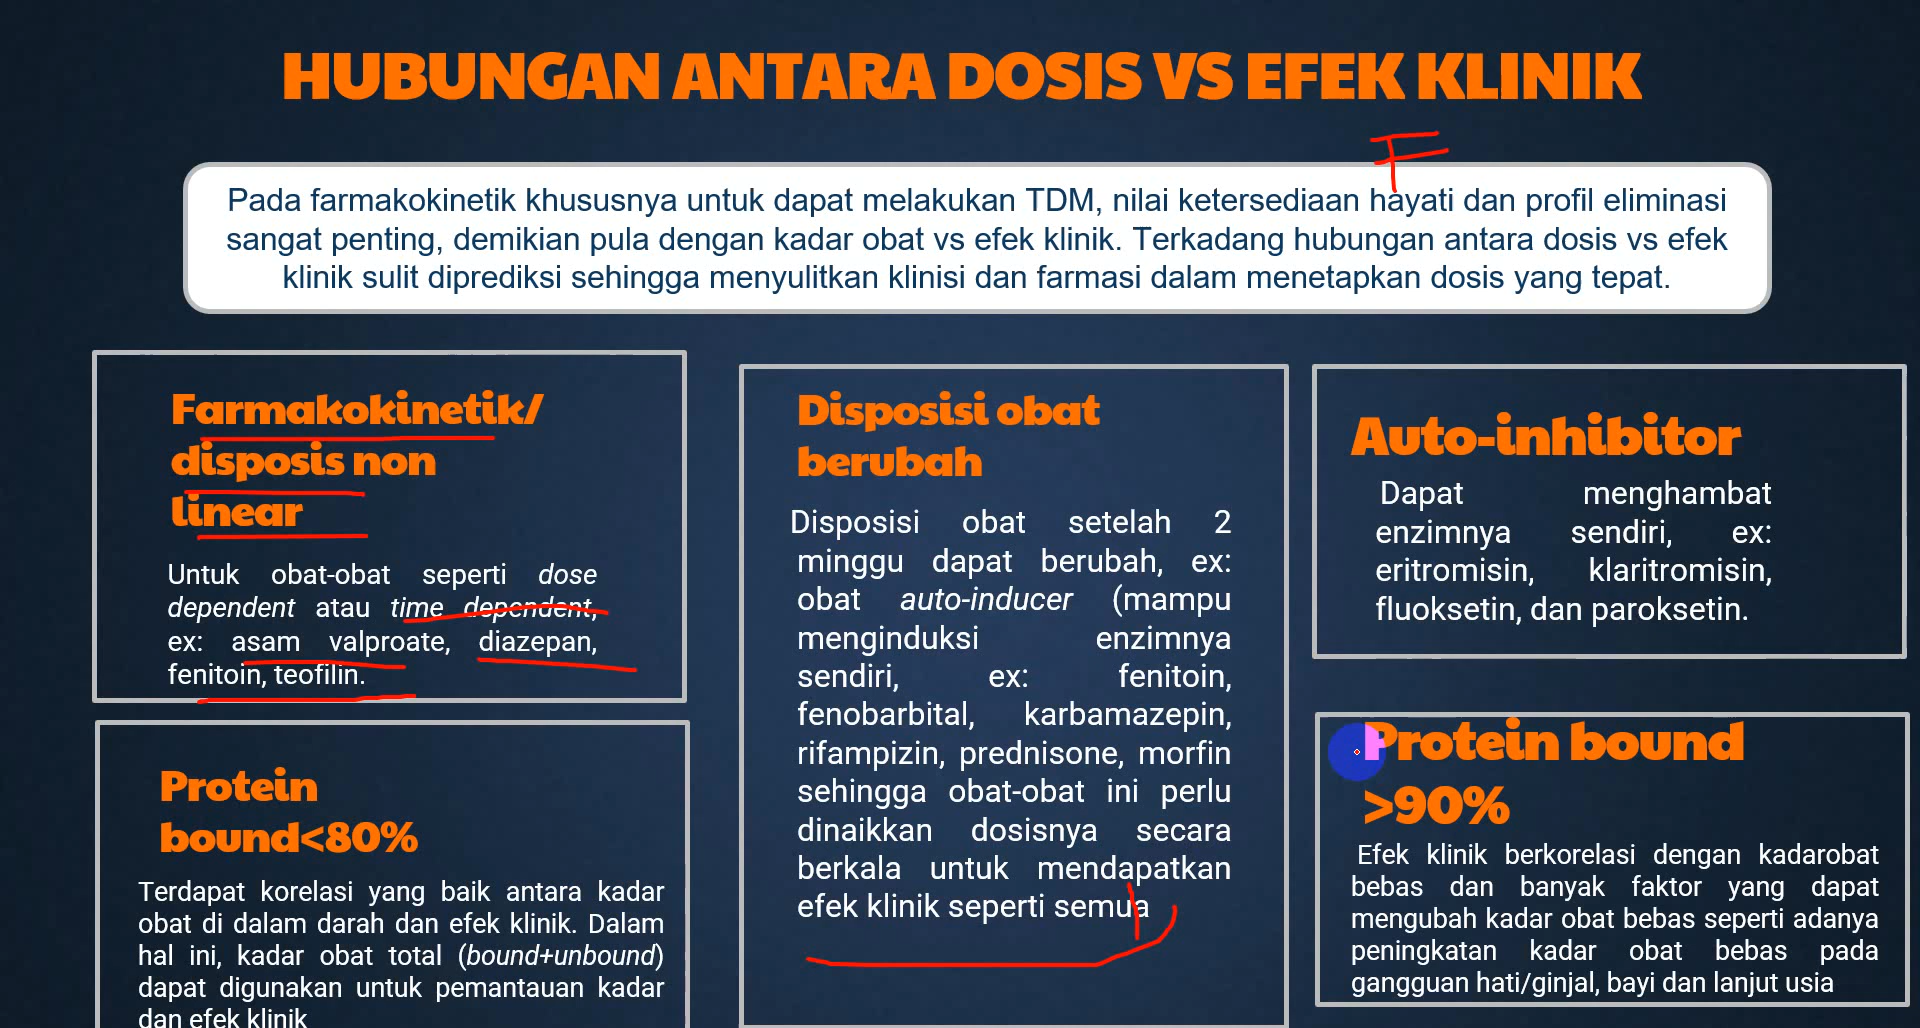 HUBUNGAN ANTARA DOSIS VS EFEK KLINIK
F
Pada farmakokinetik khususnya untuk dapat melakukan TDM, nilai ketersediaan hayati dan profil eliminasi
sangat penting, demikian pula dengan kadar obat vs efek klinik. Terkadang hubungan antara dosis vs efek
klinik sulit diprediksi sehingga menyulitkan klinisi dan farmasi dalam menetapkan dosis yang tepat.
Farmakokinetik/
disposis non
linear
Untuk obat-obat seperti dose
dependent atau time dependent,
ex: asam valproate, diazepan,
fenitoin, teofilin.
Protein
bound<80%
Terdapat korelasi yang baik antara kadar
obat di dalam darah dan efek klinik. Dalam
hal ini, kadar obat total (bound+unbound)
dapat digunakan untuk pemantauan kadar
dan efek klinik
Disposisi obat
berubah
Disposisi obat setelah 2
minggu dapat berubah, ex:
obat auto-inducer (mampu
menginduksi enzimnya
sendiri, ex: fenitoin,
fenobarbital, karbamazepin,
rifampizin, prednisone, morfin
sehingga obat-obat ini perlu
dinaikkan dosisnya secara
berkala untuk mendapatkan
efek klinik seperti semua
Auto-inhibitor
Dapat menghambat
enzimnya sendiri, ex:
eritromisin, klaritromisin,
fluoksetin, dan paroksetin.
Protein bound
>90%
Efek klinik berkorelasi dengan kadarobat
bebas dan banyak faktor yang dapat
mengubah kadar obat bebas seperti adanya
peningkatan kadar obat bebas pada
gangguan hati/ginjal, bayi dan lanjut usia